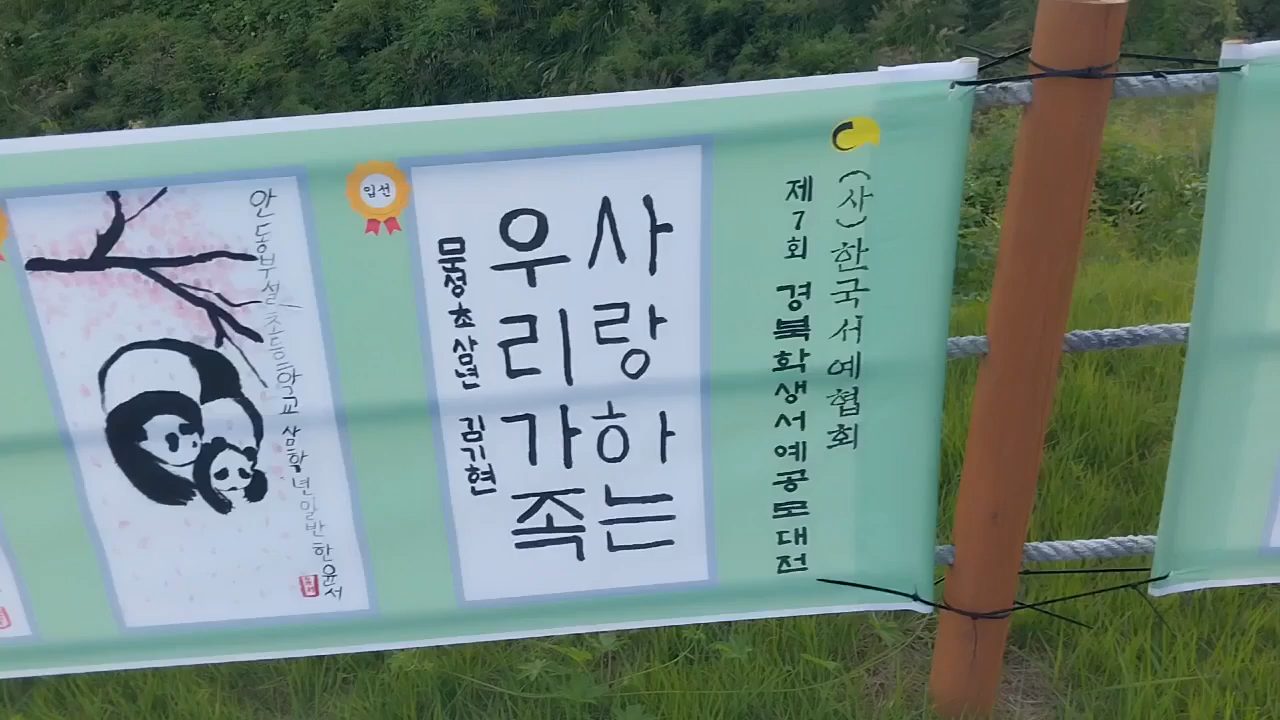 (사)한국서예협회
제7회 경북학생서예공모대전
입선
사랑하는
우리가족
문성초 삼년 김기현
안동부설초등학교 삼학년일반 한윤서